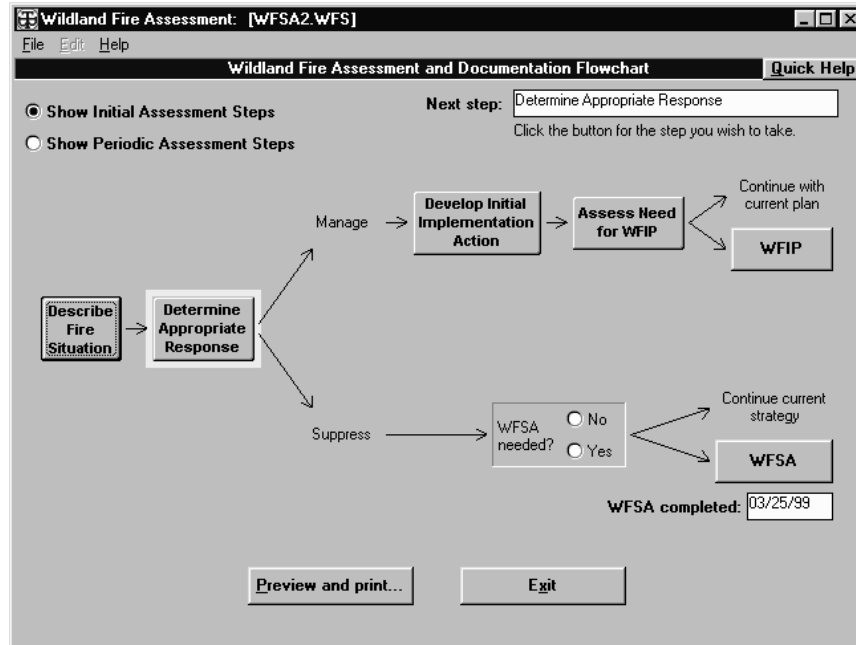 Wildland Fire Assessment: [WFSA2.WFS]
File Edit Help
Wildland Fire Assessment and Documentation Flowchart
Quick Help
Show Initial Assessment Steps
Show Periodic Assessment Steps
Next step:
Determine Appropriate Response
Click the button for the step you wish to take.
Manage
Develop Initial
Implementation
Action
Assess Need
for WFIP
Continue with
current plan
WFIP
Describe
Fire
Situation
Determine
Appropriate
Response
Suppress
WFSA
needed?
No
Yes
Continue current
strategy
WFSA
WFSA completed:
03/25/99
Preview and print...
Exit